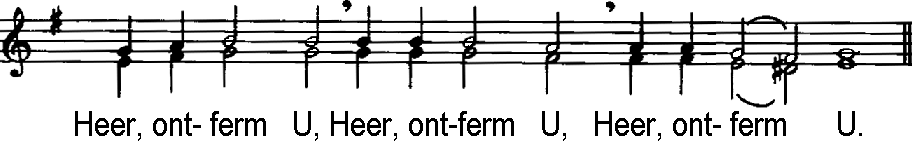 Heer, ont- ferm U, Heer, ont-ferm U, Heer, ont- ferm U.